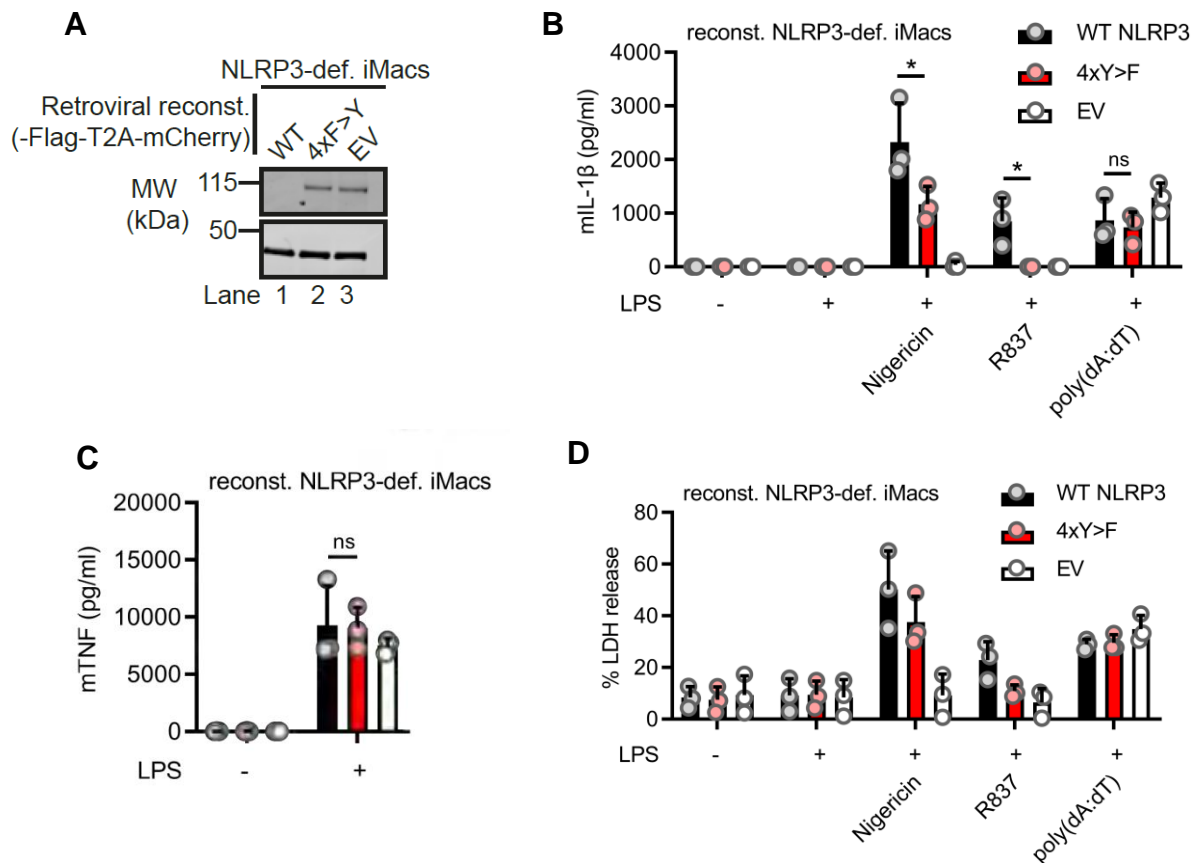 A
NLRP3-def. iMacs
Retroviral reconst.
(-Flag-T2A-mCherry)
WT
4xF>Y
EV
MW
(kDa)
115
50
Lane 1 2 3
B
reconst. NLRP3-def. iMacs
WT NLRP3
4xY>F
EV
mIL-1β (pg/ml)
4000
3000
2000
1000
0
*
*
ns
LPS - + + + +
Nigericin
R837
poly(dA:dT)
C
reconst. NLRP3-def. iMacs
mTNF (pg/ml)
20000
15000
10000
5000
0
ns
LPS - +
D
reconst. NLRP3-def. iMacs
WT NLRP3
4xY>F
EV
% LDH release
80
60
40
20
0
LPS - + + + +
Nigericin
R837
poly(dA:dT)